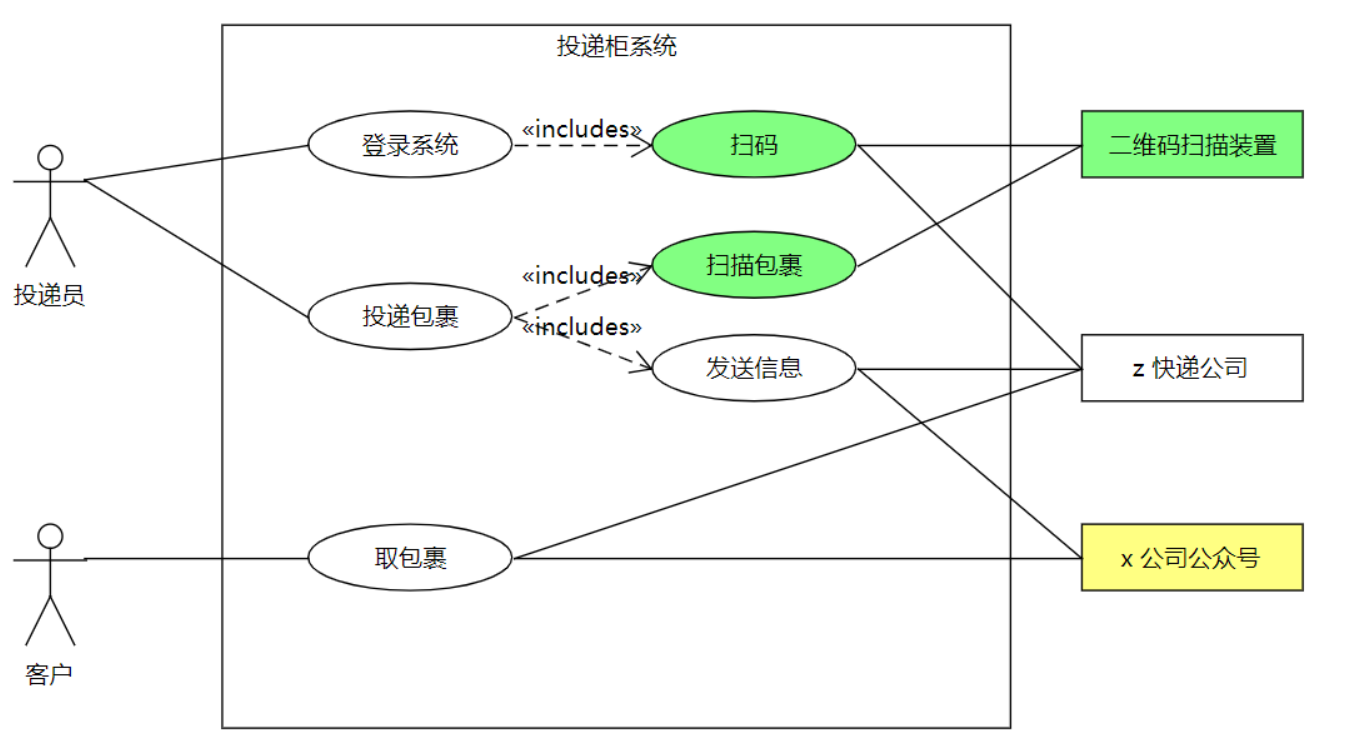 投递柜系统
登录系统
«includes»
扫码
二维码扫描装置
«includes»
扫描包裹
投递员
投递包裹
«includes»
发送信息
z 快递公司
取包裹
x 公司公众号
客户